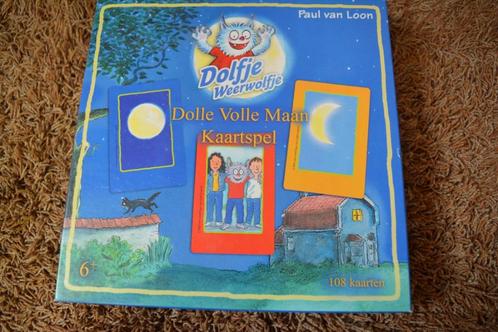 Paul van Loon
Dolfje
Weerwolfje
Dolle Volle Maan
Kaartspel
6+
108 kaarten